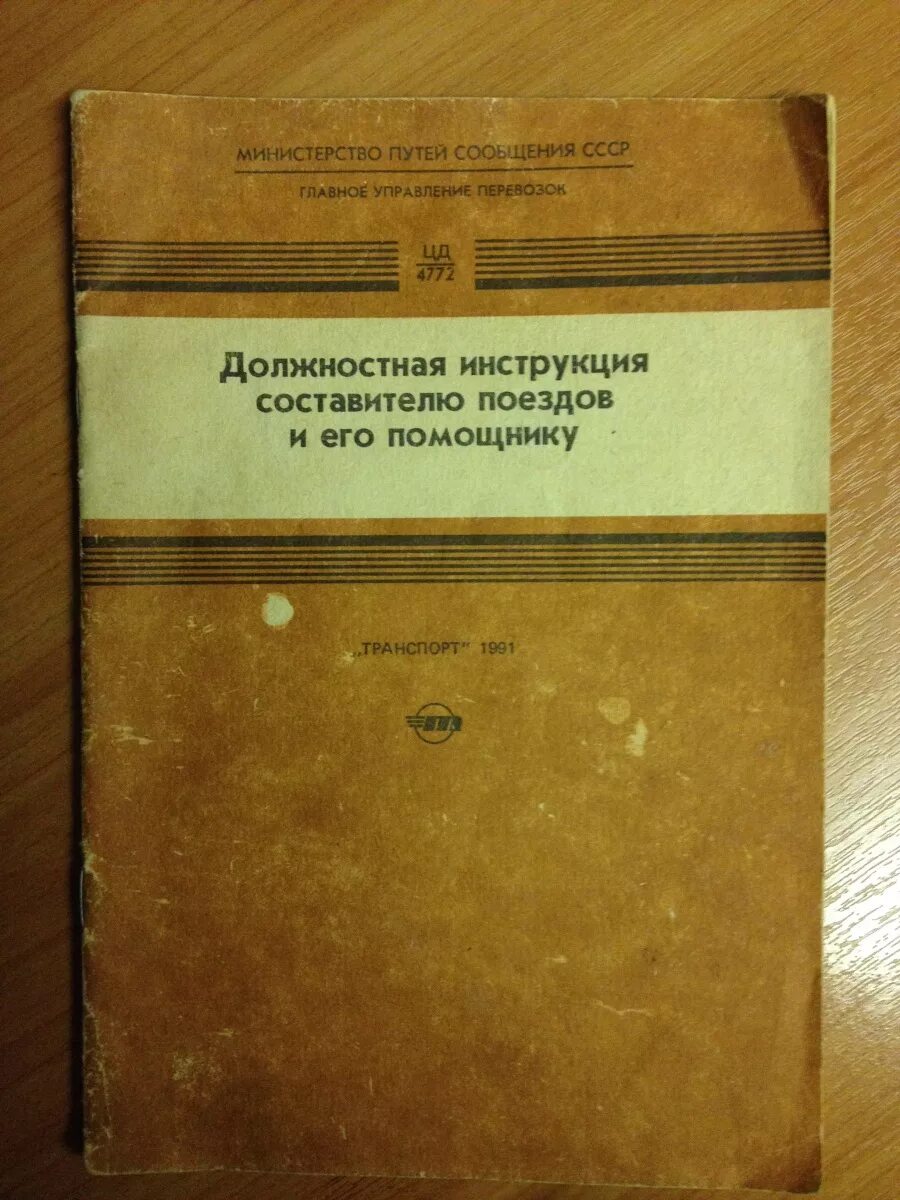 МИНИСТЕРСТВО ПУТЕЙ СООБЩЕНИЯ СССР
ГЛАВНОЕ УПРАВЛЕНИЕ ПЕРЕВОЗОК
ЦД
4772
Должностная инструкция
составителю поездов
и его помощнику
„ТРАНСПОРТ" 1991